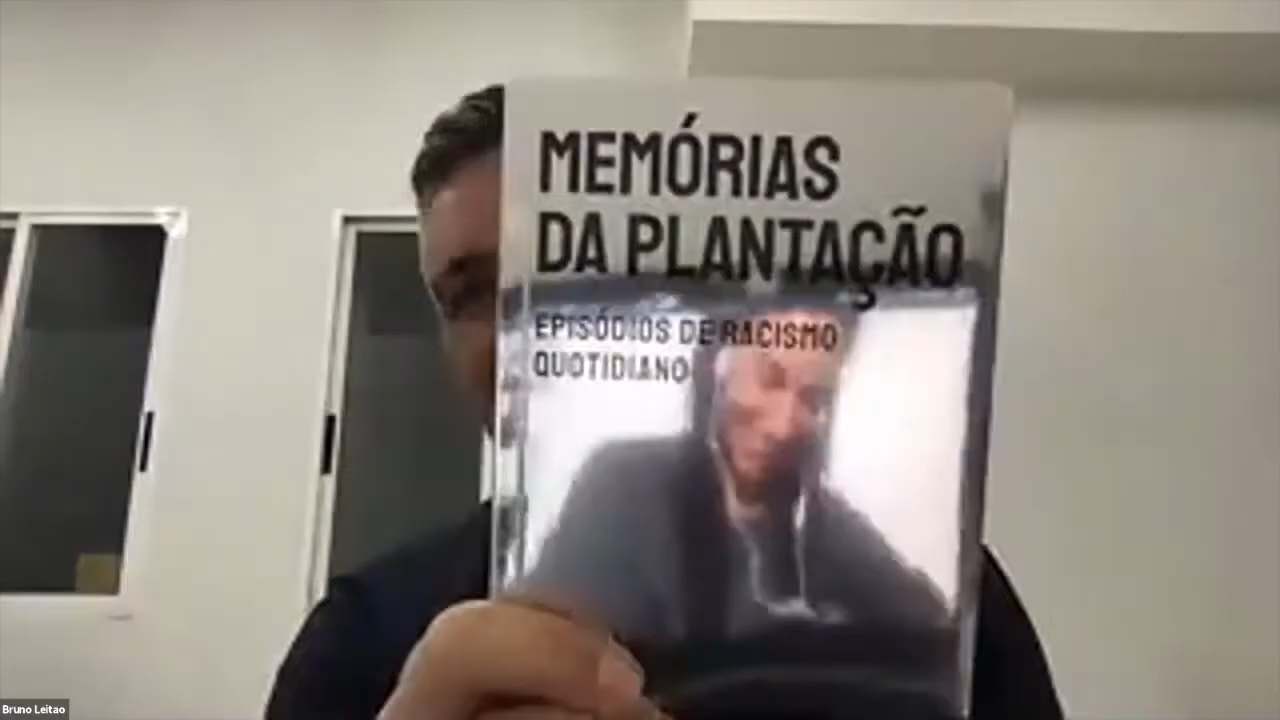 MEMÓRIAS
DA PLANTAÇÃO
EPISÓDIOS DE RACISMO
QUOTIDIANO
Bruno Leitao